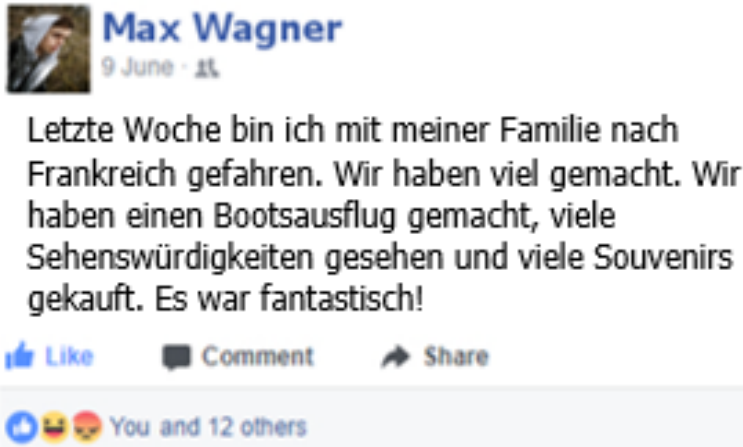 Max Wagner
9 June ·
Letzte Woche bin ich mit meiner Familie nach
Frankreich gefahren. Wir haben viel gemacht. Wir
haben einen Bootsausflug gemacht, viele
Sehenswürdigkeiten gesehen und viele Souvenirs
gekauft. Es war fantastisch!
Like Comment Share
You and 12 others